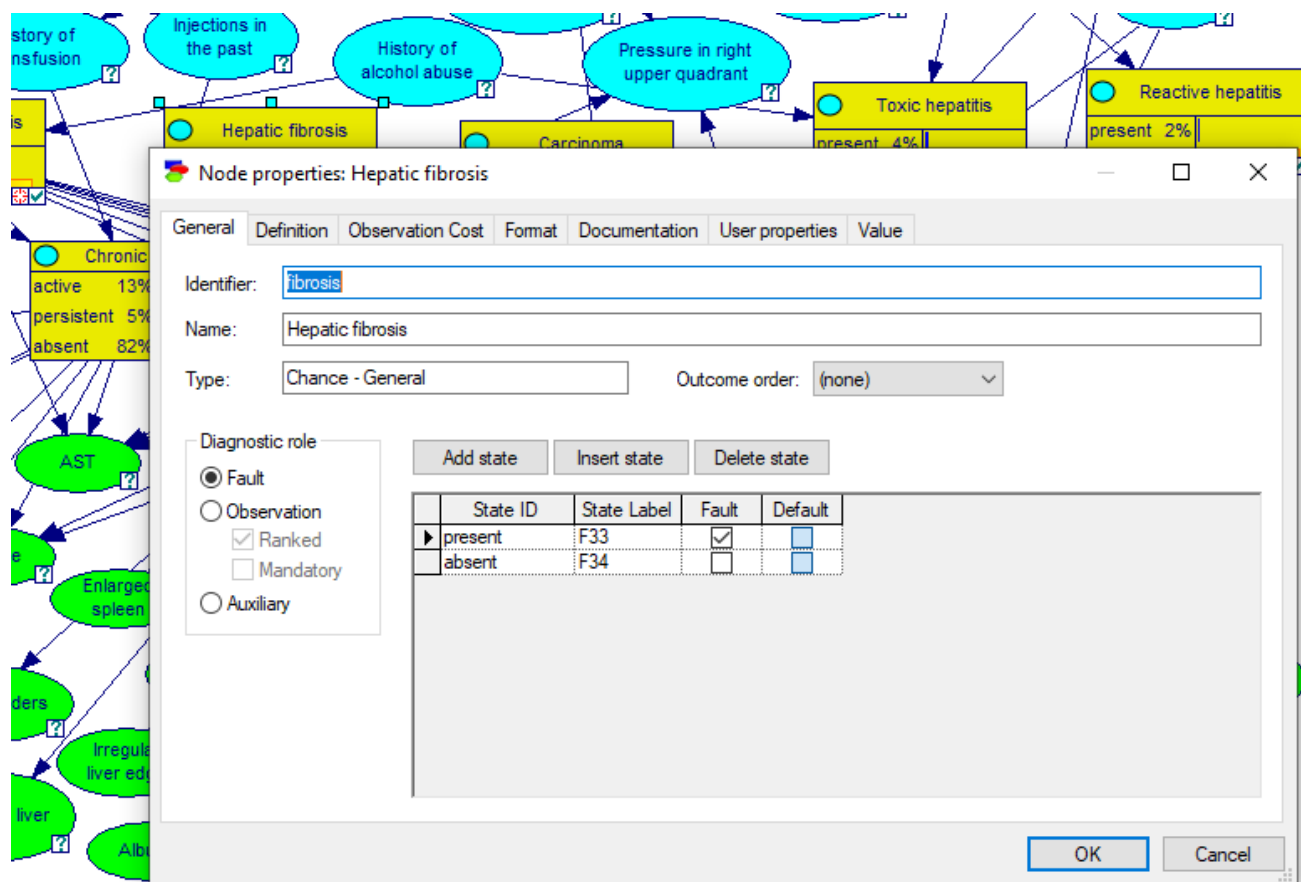 story of
nsfusion
Injections in
the past
History of
alcohol abuse
Pressure in right
upper quadrant
Toxic hepatitis
present 4%
Reactive hepatitis
present 2%
is
Hepatic fibrosis
Carcinoma
Node properties: Hepatic fibrosis
General Definition Observation Cost Format Documentation User properties Value
Identifier: fibrosis
Name: Hepatic fibrosis
Type: Chance - General Outcome order: (none)
Diagnostic role
Fault
Observation
Ranked
Mandatory
Auxiliary
Add state Insert state Delete state
State ID State Label Fault Default
present F33
absent F34
OK Cancel
Chronic
active 13%
persistent 5%
absent 82%
AST
e
Enlarged
spleen
ders
Irregula
liver edg
liver
Albu